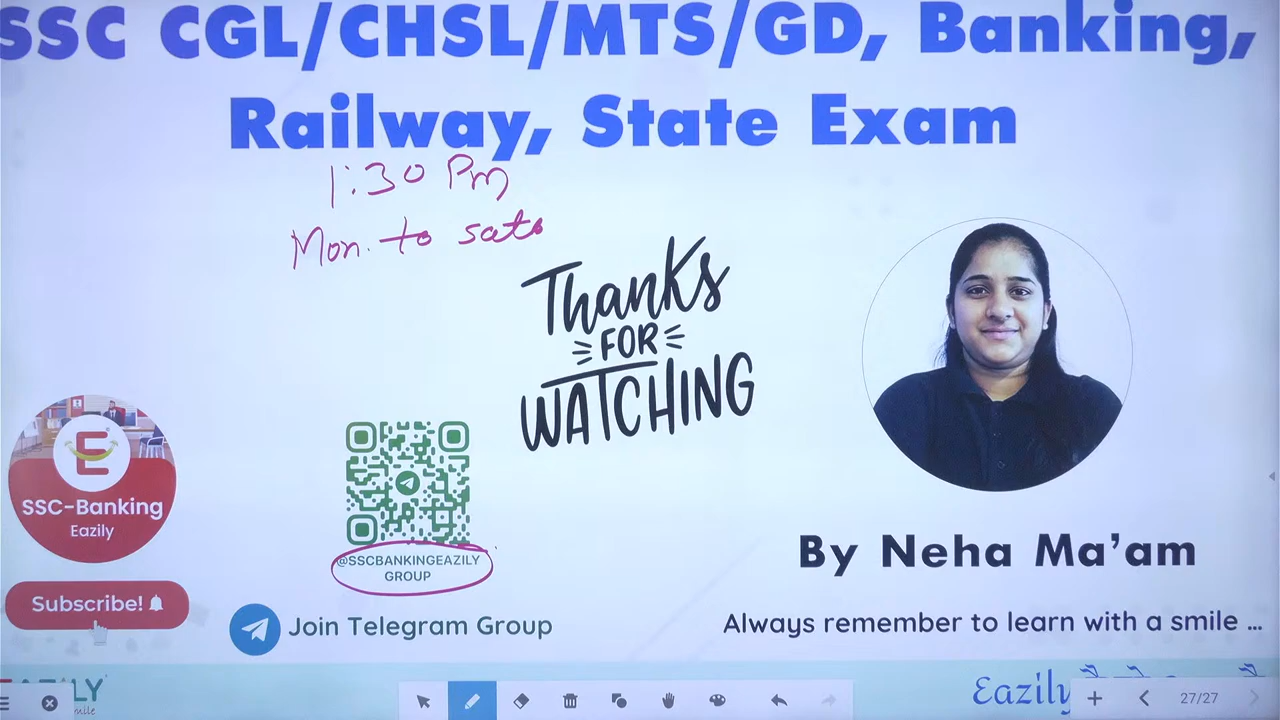 SSC CGL/CHSL/MTS/GD, Banking,
Railway, State Exam
1:30 Pm
Mon. to sat
Thanks
FOR
WATCHING
SSC-Banking
Eazily
@SSCBANKINGEAZILY
GROUP
By Neha Ma'am
Subscribe!
Join Telegram Group
Always remember to learn with a smile ...
Eazily
27/27